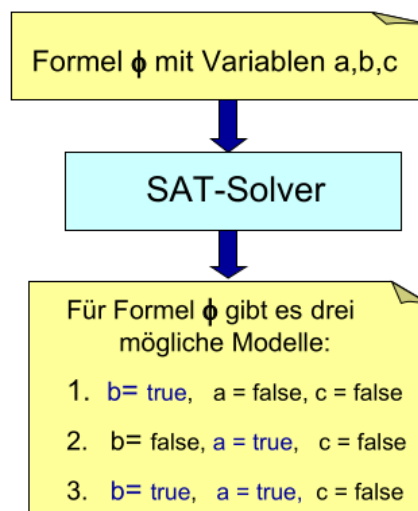 Formel ϕ mit Variablen a,b,c
SAT-Solver
Für Formel ϕ gibt es drei
mögliche Modelle:
1. b= true, a = false, c = false
2. b= false, a = true, c = false
3. b= true, a = true, c = false